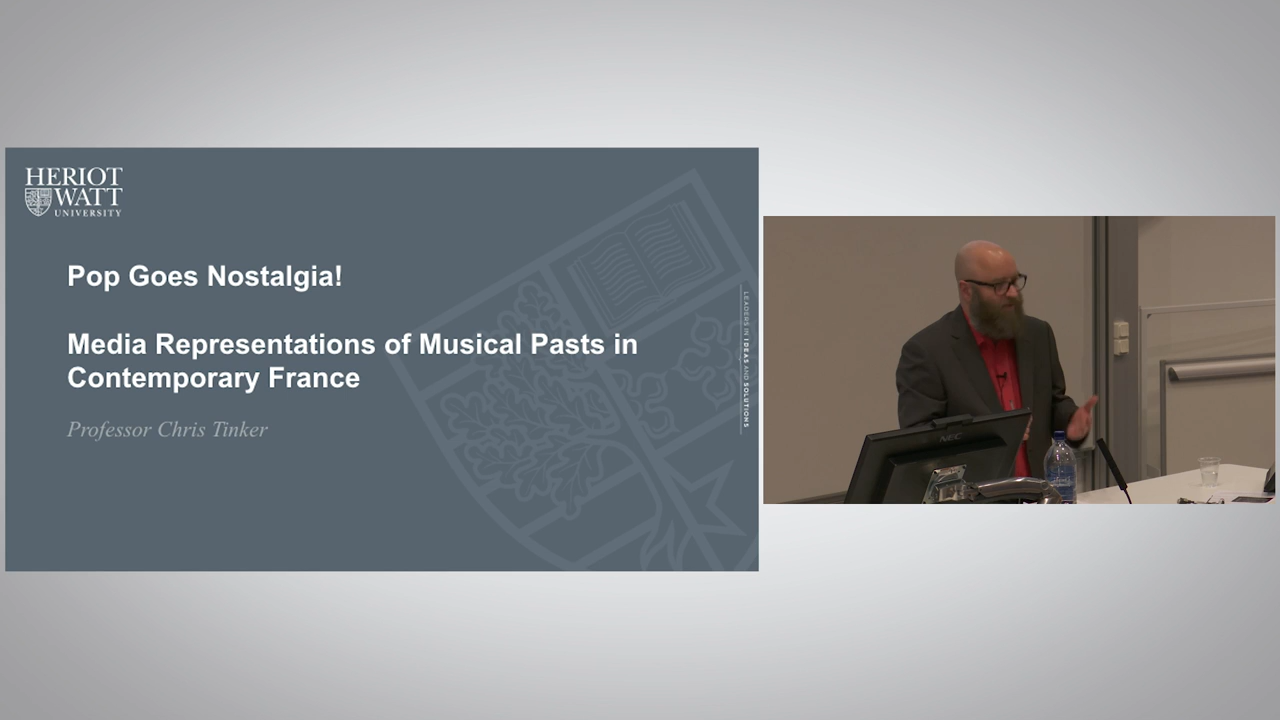 HERIOT
WATT
UNIVERSITY
Pop Goes Nostalgia!
Media Representations of Musical Pasts in
Contemporary France
Professor Chris Tinker
LEADERS IN IDEAS AND SOLUTIONS
NEC